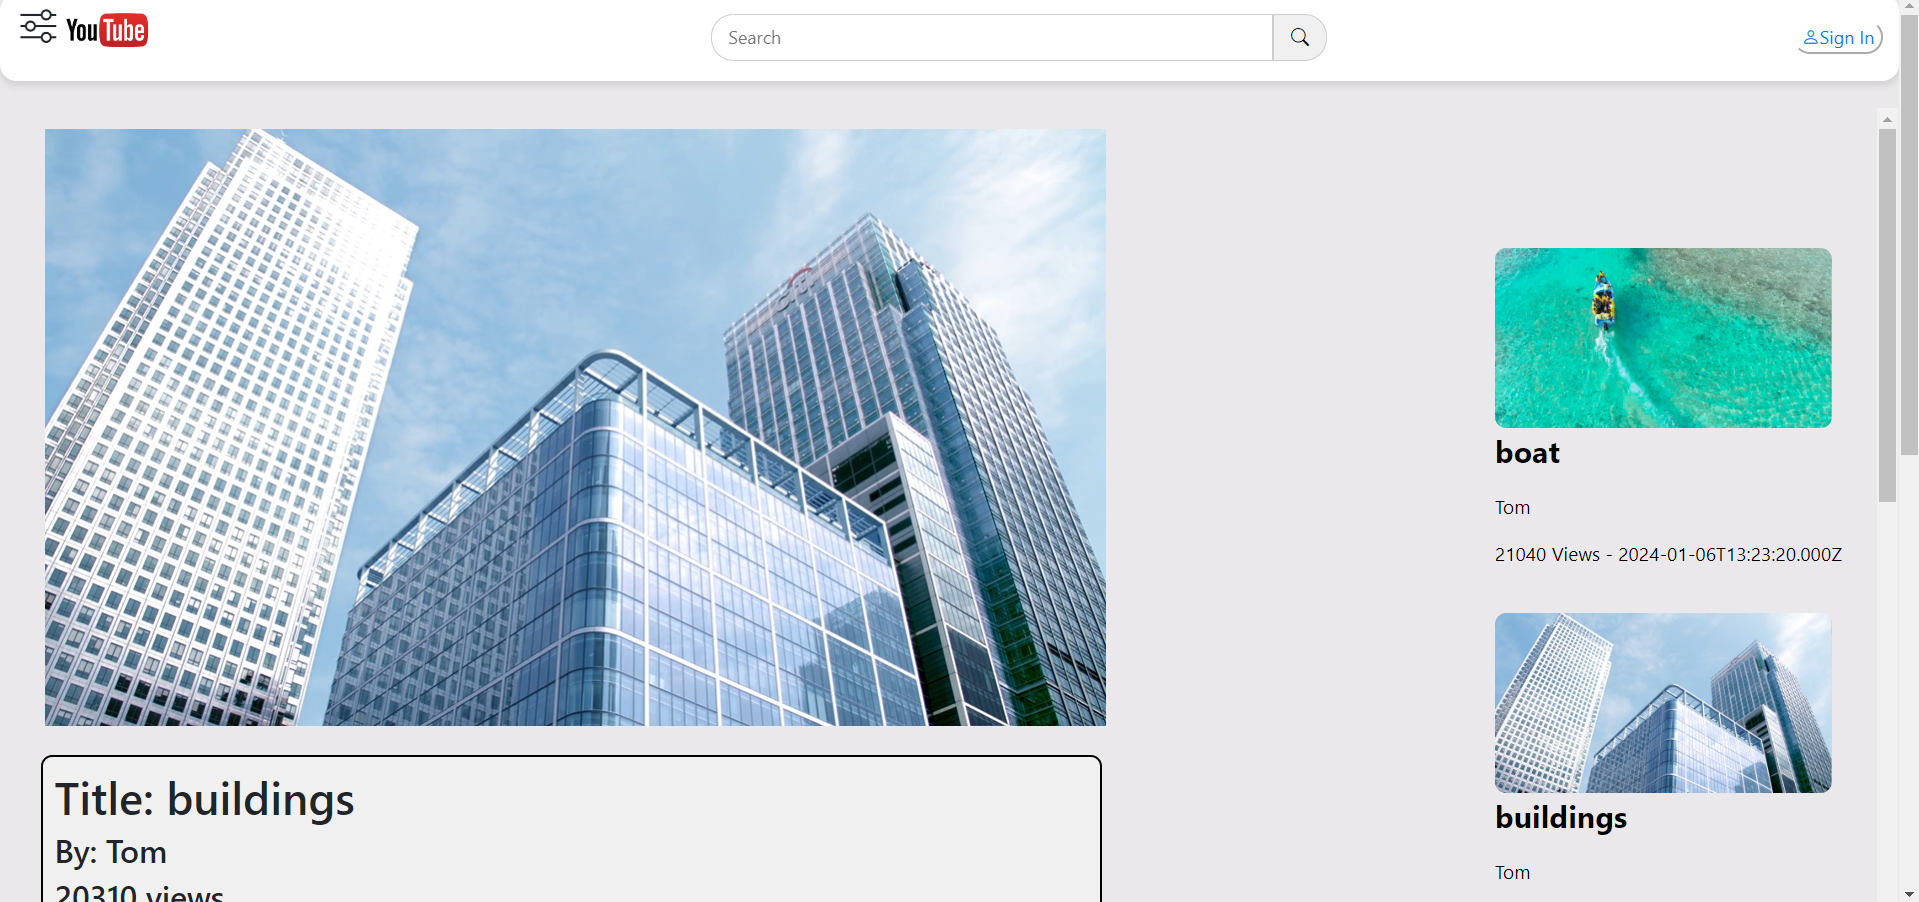 YouTube
Search
Sign In
boat
Tom
21040 Views - 2024-01-06T13:23:20.000Z
Title: buildings
By: Tom
20310 views
buildings
Tom